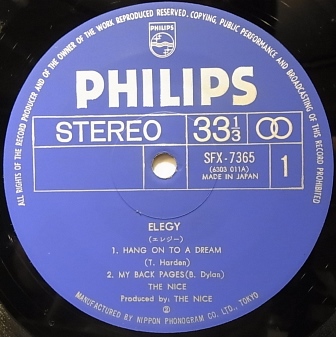 ALL RIGHTS OF THE RECORD PRODUCER AND OF THE OWNER OF THE WORK REPRODUCED RESERVED. COPYING, PUBLIC PERFORMANCE AND BROADCASTING OF THIS RECORD PROHIBITED
PHILIPS
PHILIPS
STEREO 33 1/3
SFX-7365
(6303 011A)
MADE IN JAPAN
1
ELEGY
(エレジー)
1. HANG ON TO A DREAM
(T. Harden)
2. MY BACK PAGES (B. Dylan)
THE NICE
Produced by: THE NICE
MANUFACTURED BY NIPPON PHONOGRAM CO., LTD., TOKYO